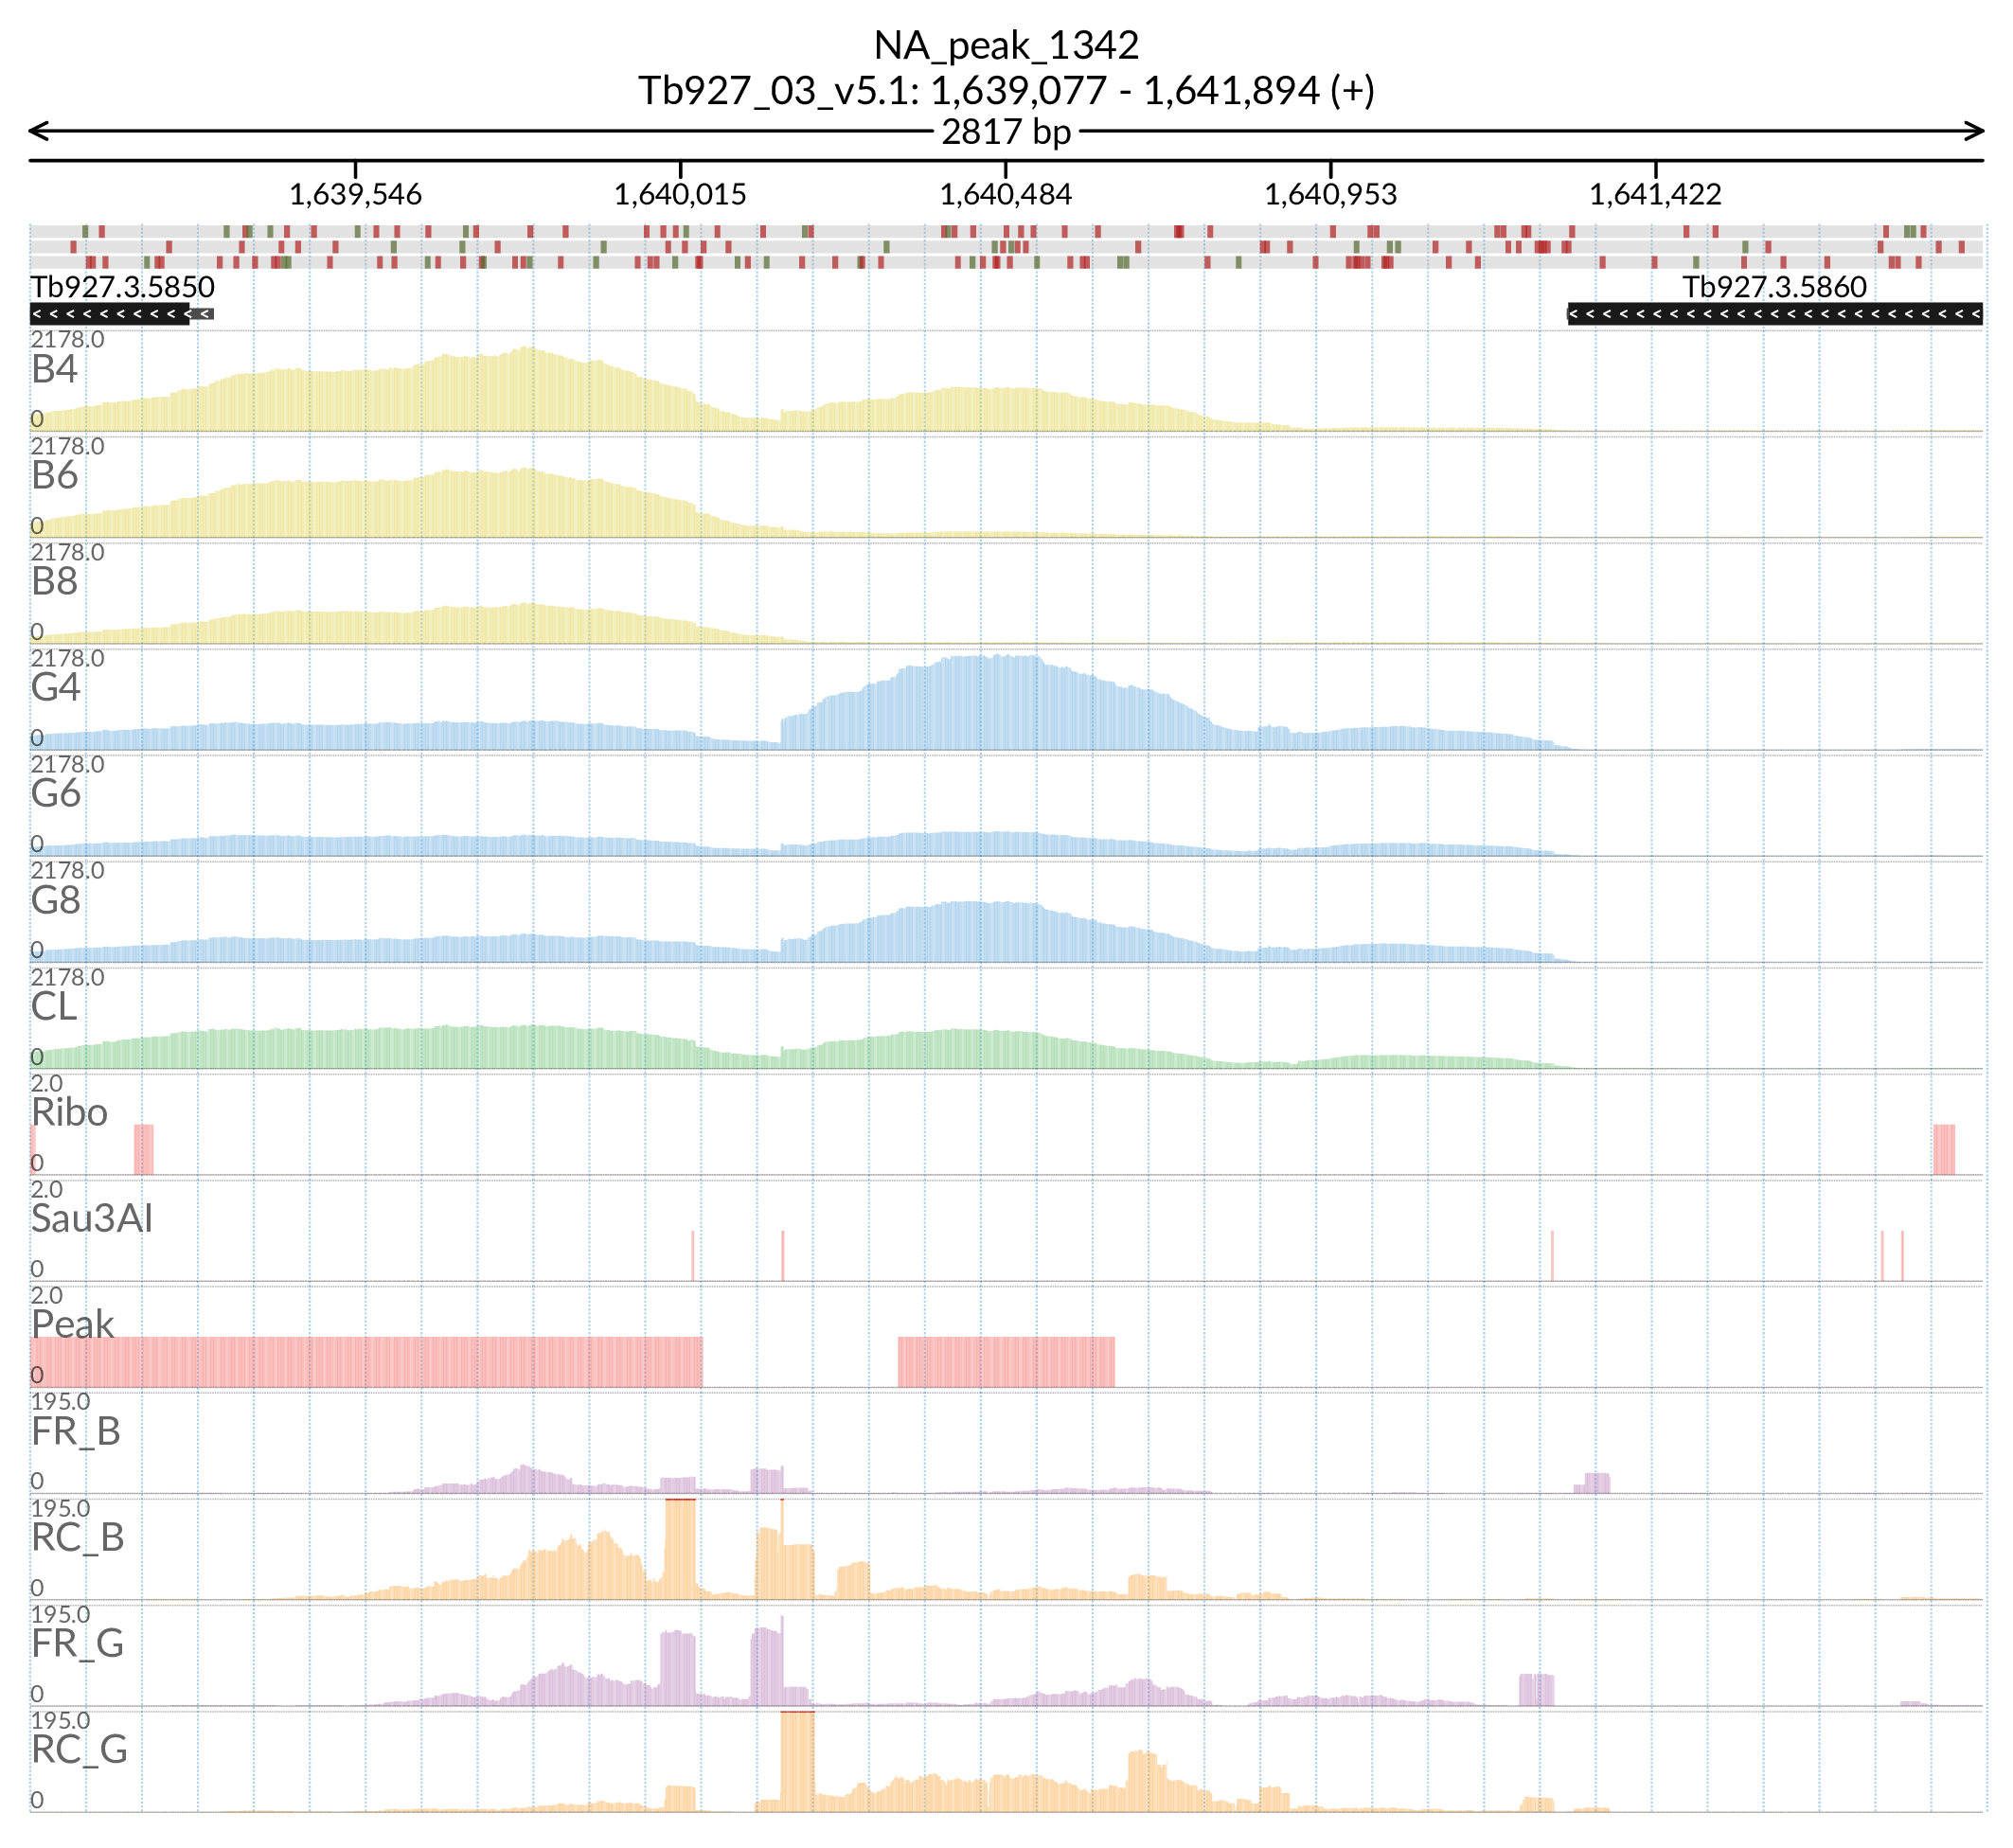 NA_peak_1342
Tb927_03_v5.1: 1,639,077 - 1,641,894 (+)
2817 bp
1,639,546 1,640,015 1,640,484 1,640,953 1,641,422
Tb927.3.5850 Tb927.3.5860
2178.0
B4
0
2178.0
B6
0
2178.0
B8
0
2178.0
G4
0
2178.0
G6
0
2178.0
G8
0
2178.0
CL
0
2.0
Ribo
0
2.0
Sau3AI
0
2.0
Peak
0
195.0
FR_B
0
195.0
RC_B
0
195.0
FR_G
0
195.0
RC_G
0